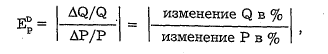 E_P^D = | ΔQ/Q / ΔP/P | = | изменение Q в % / изменение P в % | ,